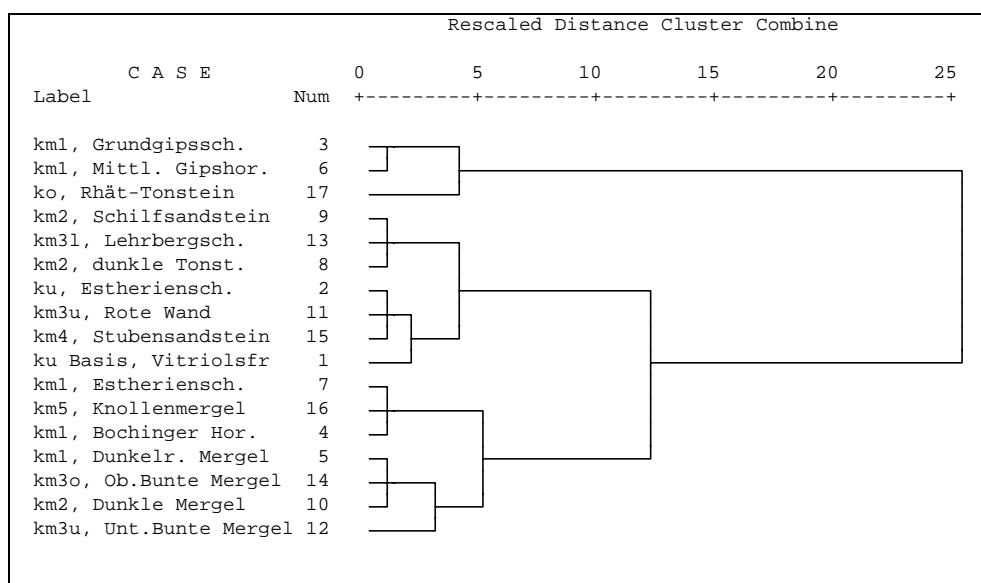 Rescaled Distance Cluster Combine
C A S E 0 5 10 15 20 25
Label Num +---------+---------+---------+---------+---------+
km1, Grundgipssch. 3
km1, Mittl. Gipshor. 6
ko, Rhät-Tonstein 17
km2, Schilfsandstein 9
km3l, Lehrbergsch. 13
km2, dunkle Tonst. 8
ku, Estheriensch. 2
km3u, Rote Wand 11
km4, Stubensandstein 15
ku Basis, Vitriolsfr 1
km1, Estheriensch. 7
km5, Knollenmergel 16
km1, Bochinger Hor. 4
km1, Dunkelr. Mergel 5
km3o, Ob.Bunte Mergel 14
km2, Dunkle Mergel 10
km3u, Unt.Bunte Mergel 12